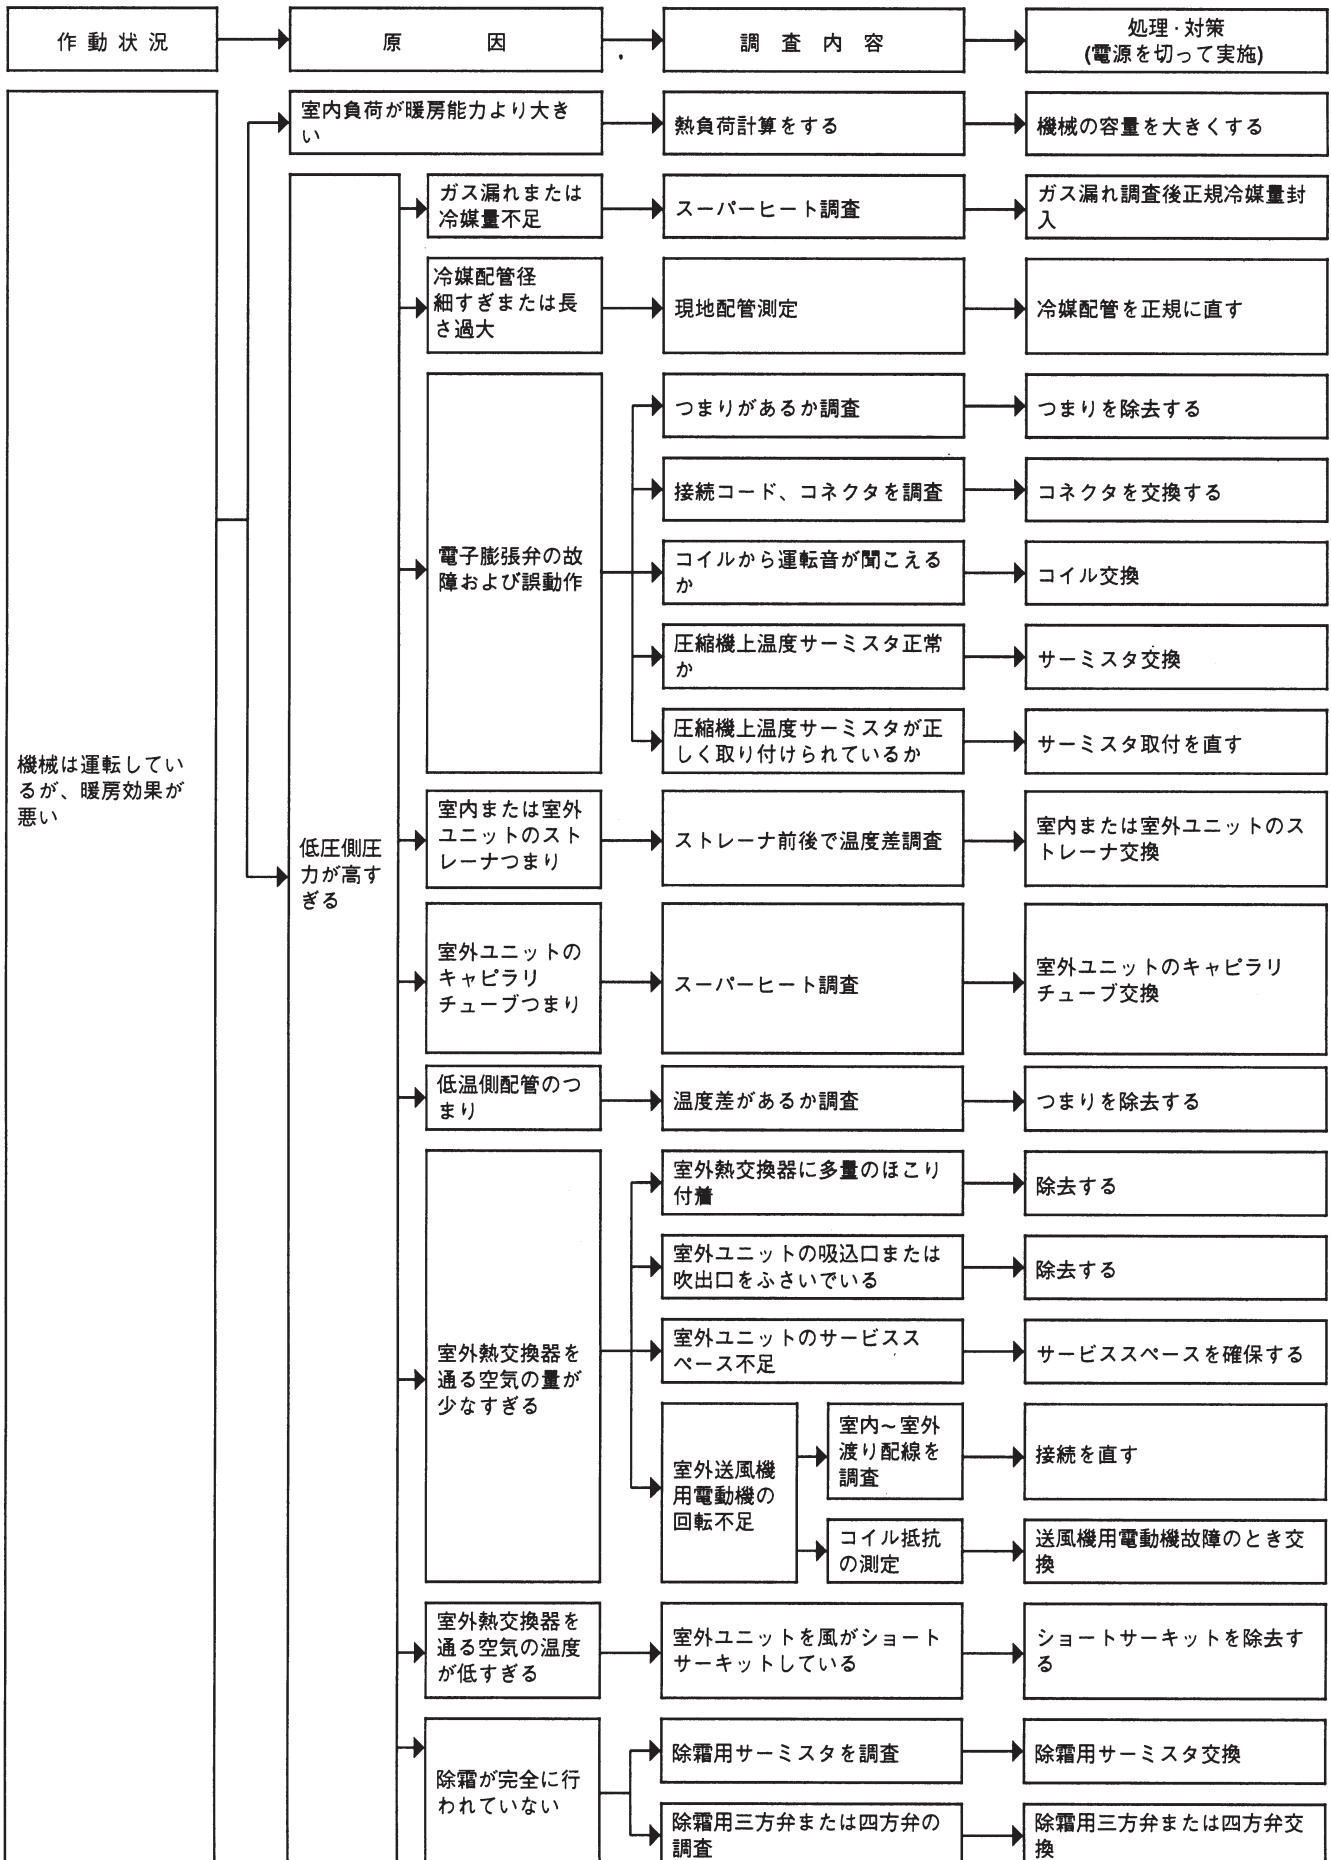 作動状況
原因
調査内容
処理・対策
(電源を切って実施)
機械は運転してい
るが、暖房効果が
悪い
室内負荷が暖房能力より大き
い
熱負荷計算をする
機械の容量を大きくする
低圧側圧
力が高す
ぎる
ガス漏れまたは
冷媒量不足
スーパーヒート調査
ガス漏れ調査後正規冷媒量封
入
冷媒配管径
細すぎまたは長
さ過大
現地配管測定
冷媒配管を正規に直す
電子膨張弁の故
障および誤動作
つまりがあるか調査
つまりを除去する
接続コード、コネクタを調査
コネクタを交換する
コイルから運転音が聞こえる
か
コイル交換
圧縮機上温度サーミスタ正常
か
サーミスタ交換
圧縮機上温度サーミスタが正
しく取り付けられているか
サーミスタ取付を直す
室内または室外
ユニットのスト
レーナつまり
ストレーナ前後で温度差調査
室内または室外ユニットのス
トレーナ交換
室外ユニットの
キャピラリ
チューブつまり
スーパーヒート調査
室外ユニットのキャピラリ
チューブ交換
低温側配管のつ
まり
温度差があるか調査
つまりを除去する
室外熱交換器を
通る空気の量が
少なすぎる
室外熱交換器に多量のほこり
付着
除去する
室外ユニットの吸込口または
吹出口をふさいでいる
除去する
室外ユニットのサービスス
ペース不足
サービススペースを確保する
室外送風機
用電動機の
回転不足
室内~室外
渡り配線を
調査
接続を直す
コイル抵抗
の測定
送風機用電動機故障のとき交
換
室外熱交換器を
通る空気の温度
が低すぎる
室外ユニットを風がショート
サーキットしている
ショートサーキットを除去す
る
除霜が完全に行
われていない
除霜用サーミスタを調査
除霜用サーミスタ交換
除霜用三方弁または四方弁の
調査
除霜用三方弁または四方弁交
換